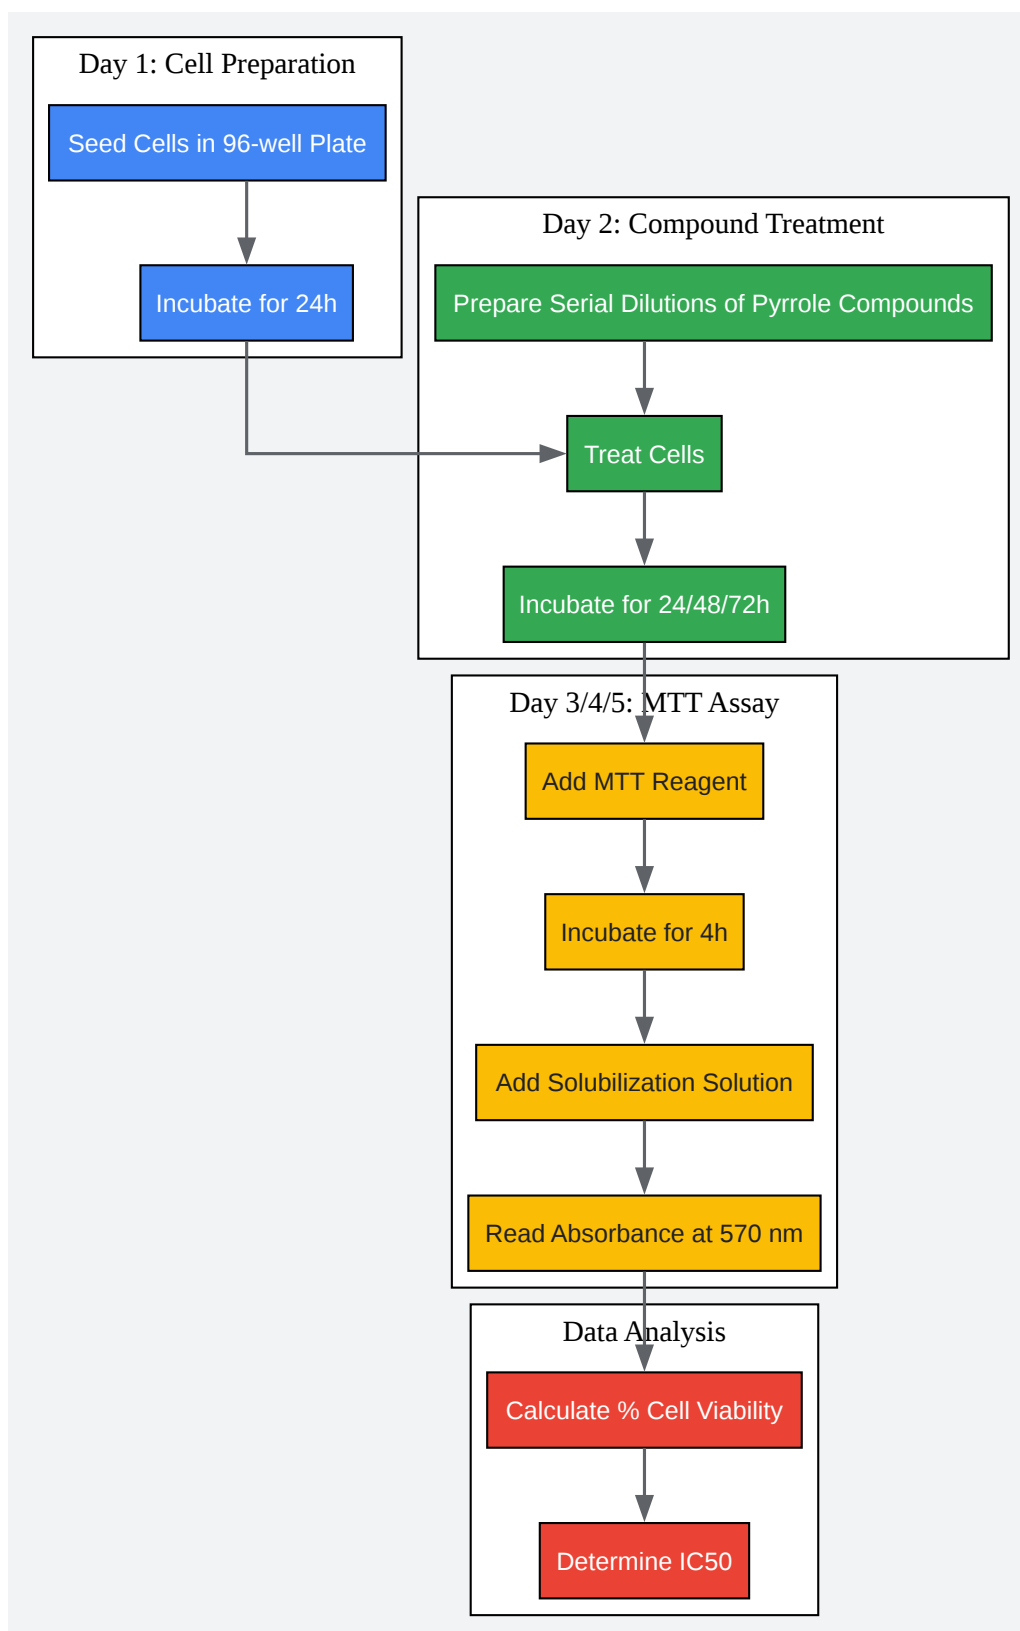 Day 1: Cell Preparation
Seed Cells in 96-well Plate
Incubate for 24h
Day 2: Compound Treatment
Prepare Serial Dilutions of Pyrrole Compounds
Treat Cells
Incubate for 24/48/72h
Day 3/4/5: MTT Assay
Add MTT Reagent
Incubate for 4h
Add Solubilization Solution
Read Absorbance at 570 nm
Data Analysis
Calculate % Cell Viability
Determine IC50